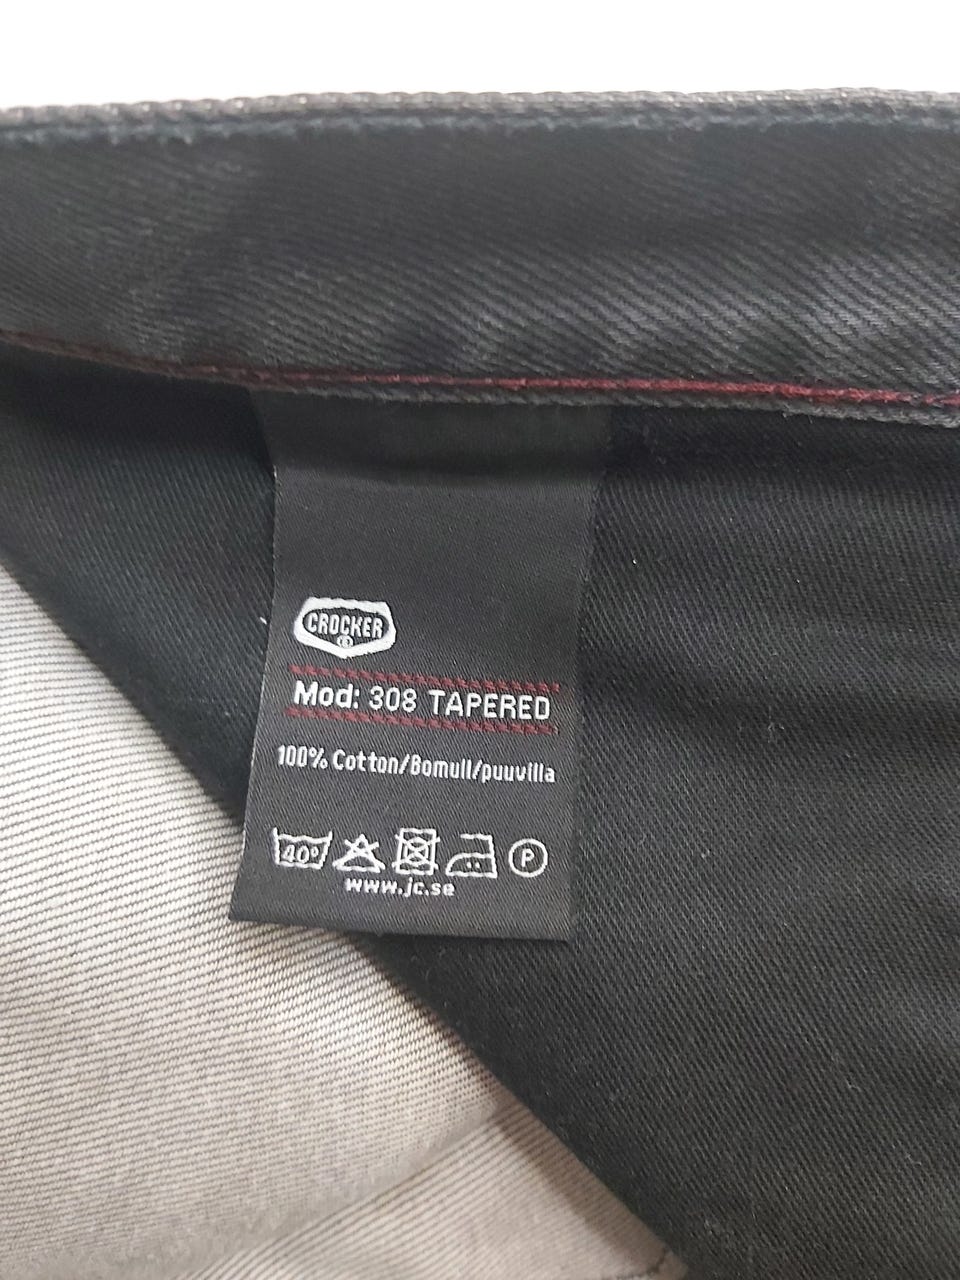 CROCKER
Mod: 308 TAPERED
100% Cotton/Bomull/puuvilla
40° P
www.jc.se